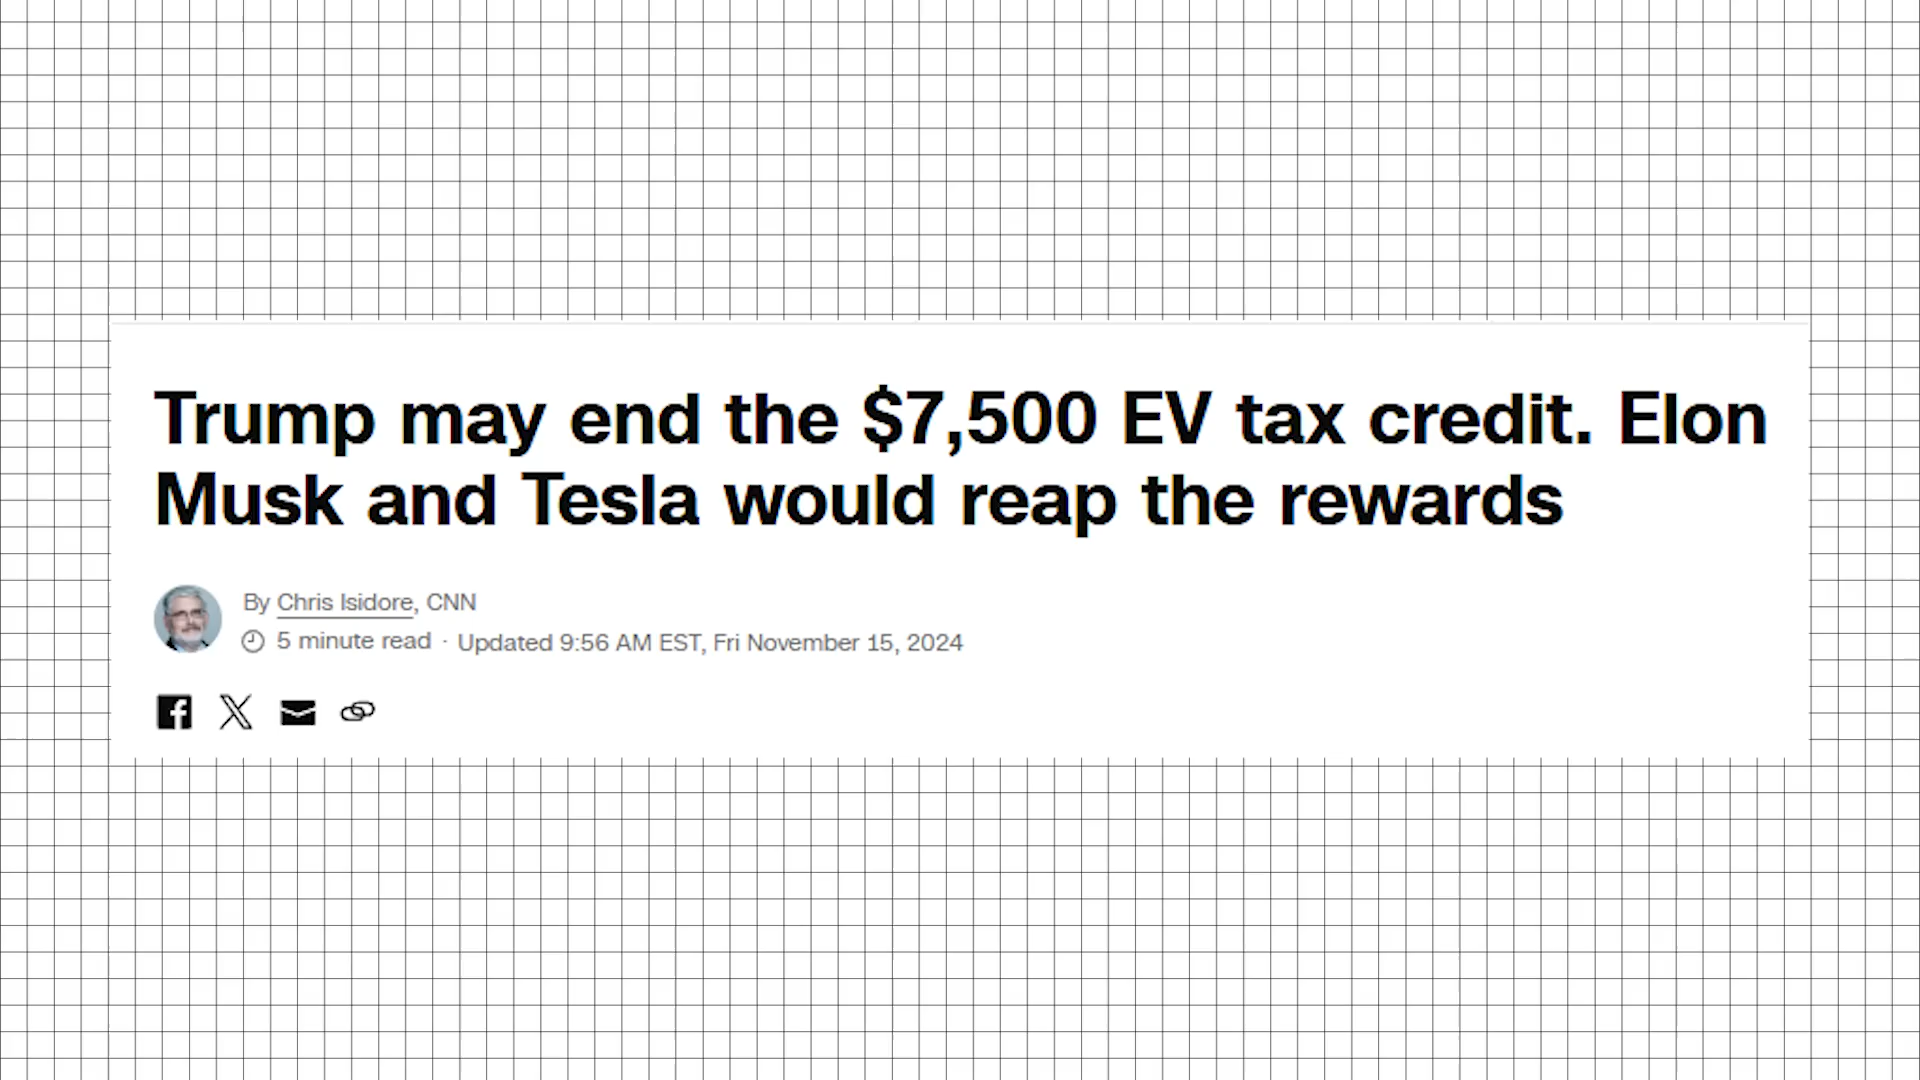 Trump may end the $7,500 EV tax credit. Elon
Musk and Tesla would reap the rewards
By Chris Isidore, CNN
5 minute read · Updated 9:56 AM EST, Fri November 15, 2024